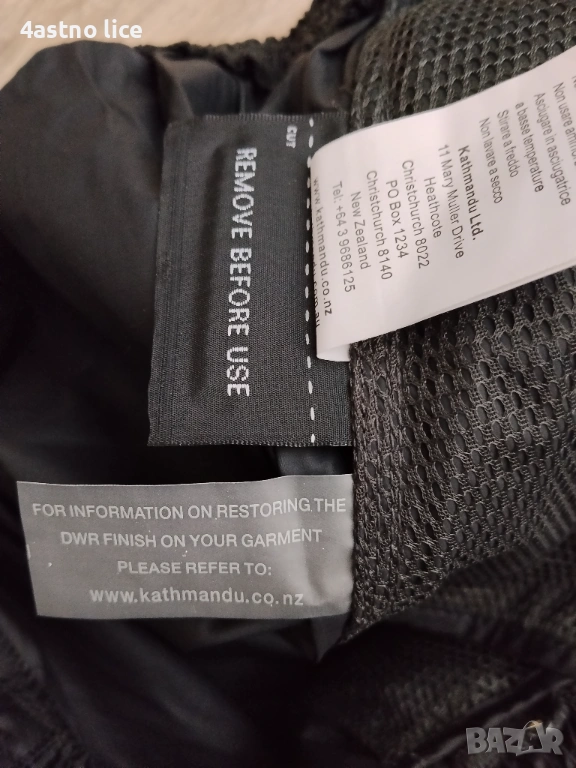 4astno lice
CUT
REMOVE BEFORE USE
Non usare
Asciugare in asciugatrice
a basse temperature
Stirare a freddo.
Non lavare a secco
Kathmandu Ltd.
11 Mary Muller Drive
Heathcote
Christchurch 8022
PO Box 1234
Christchurch 8140
New Zealand
Tel:+64 3 9686125
www.kathmandu.co.nz
FOR INFORMATION ON RESTORING THE
DWR FINISH ON YOUR GARMENT
PLEASE REFER TO:
www.kathmandu.co.nz
BAZAR